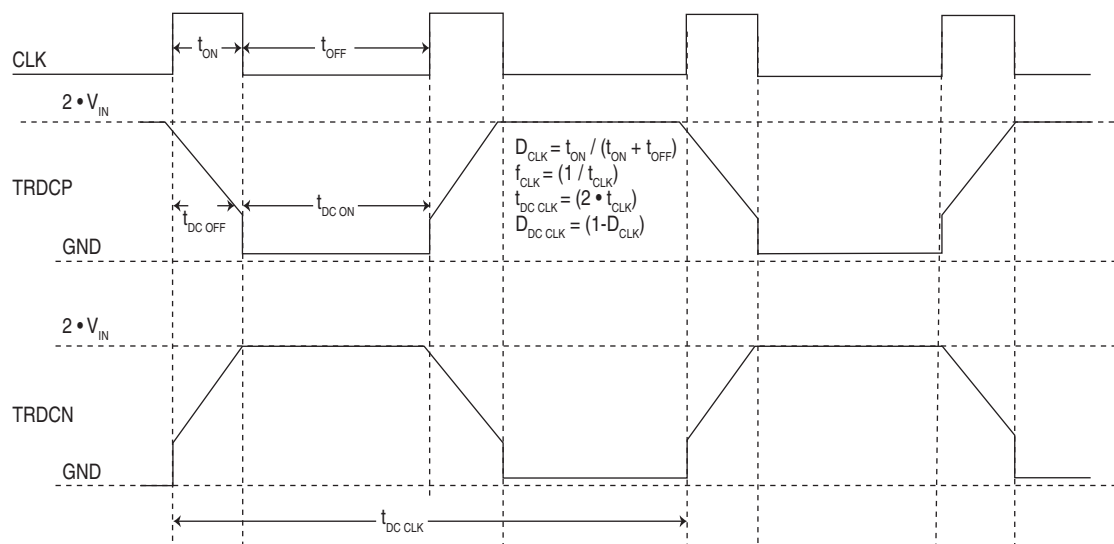 t_ON
t_OFF
CLK
2 • V_IN
D_CLK = t_ON / (t_ON + t_OFF)
f_CLK = (1 / t_CLK)
t_DC CLK = (2 • t_CLK)
D_DC CLK = (1-D_CLK)
TRDCP
t_DC OFF
t_DC ON
GND
2 • V_IN
TRDCN
GND
t_DC CLK